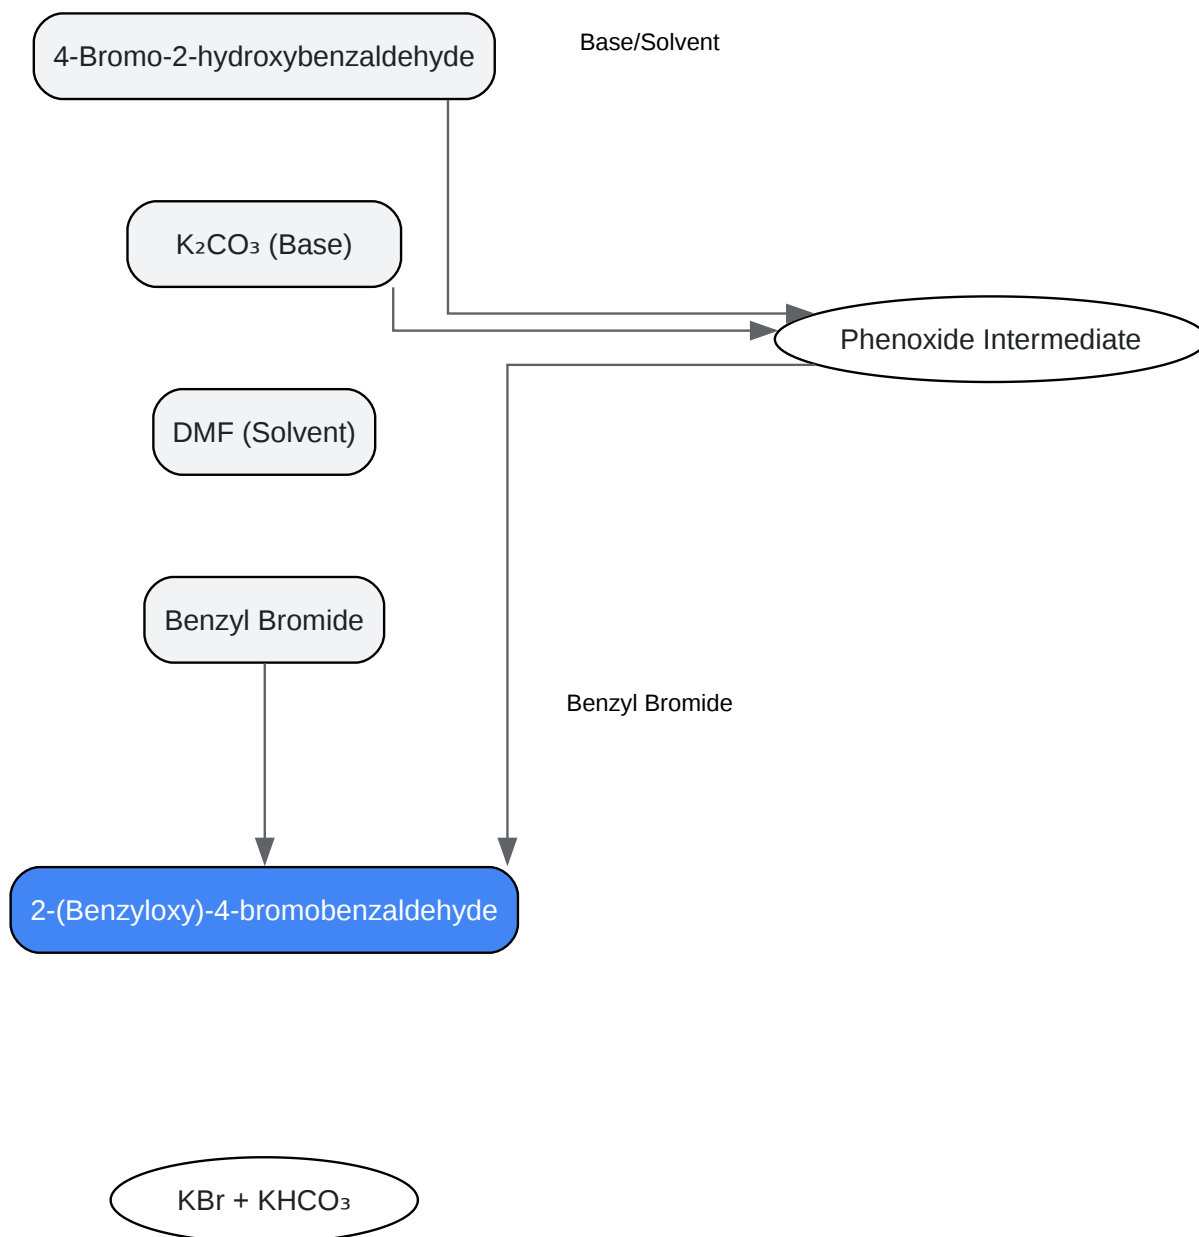 4-Bromo-2-hydroxybenzaldehyde
Base/Solvent
K₂CO₃ (Base)
Phenoxide Intermediate
DMF (Solvent)
Benzyl Bromide
Benzyl Bromide
2-(Benzyloxy)-4-bromobenzaldehyde
KBr + KHCO₃